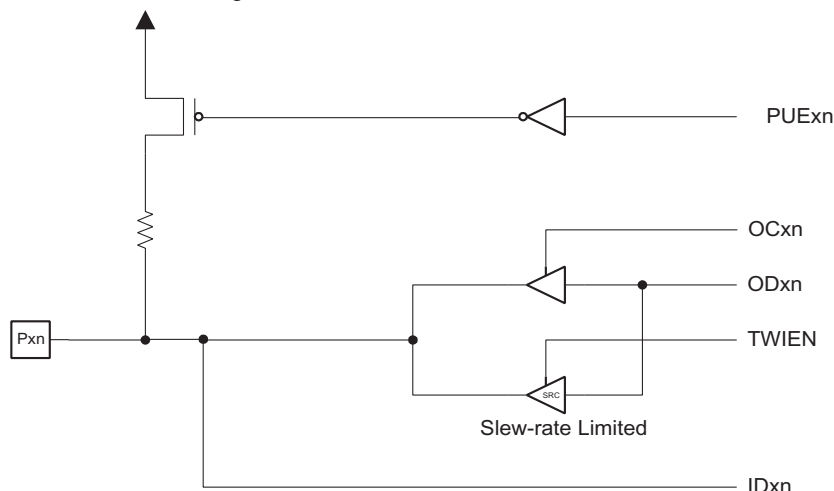 PUExn
OCxn
ODxn
Pxn
TWIEN
SRC
Slew-rate Limited
IDxn